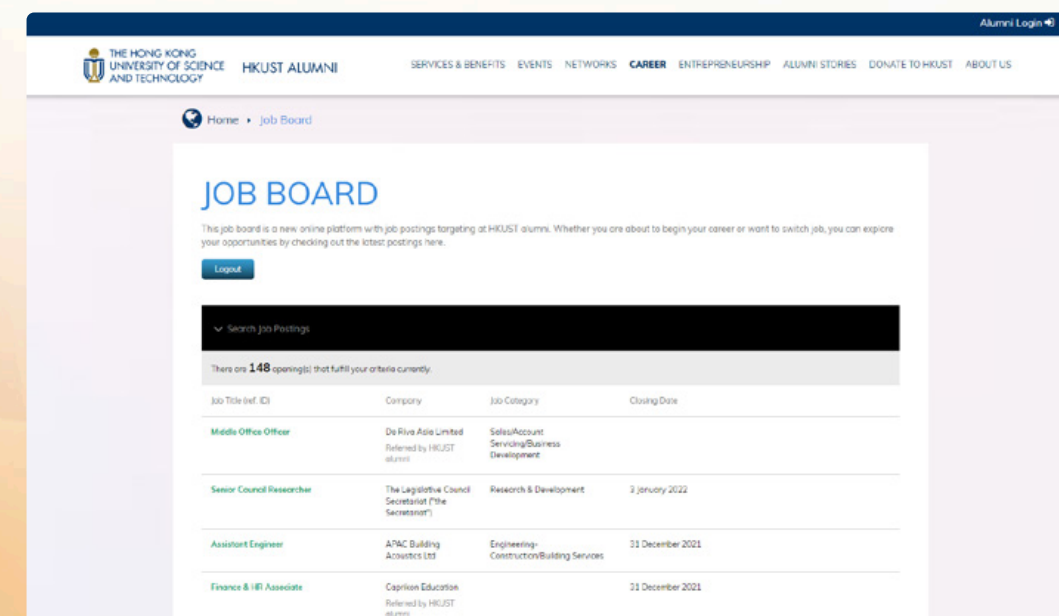 Alumni Login
THE HONG KONG
UNIVERSITY OF SCIENCE
AND TECHNOLOGY
HKUST ALUMNI
SERVICES & BENEFITS EVENTS NETWORKS CAREER ENTREPRENEURSHIP ALUMNI STORIES DONATE TO HKUST ABOUT US
Home Job Board
JOB BOARD
This job board is a new online platform with job postings targeting at HKUST alumni. Whether you are about to begin your career or want to switch job, you can explore
your opportunities by checking out the latest postings here.
Logout
Search Job Postings
There are 148 opening(s) that fulfill your criteria currently.
Job Title (ref. ID) Company Job Category Closing Date
Middle Office Officer De Riva Asia Limited Sales/Account
Referred by HKUST Servicing/Business
alumni Development
Senior Council Researcher The Legislative Council Research & Development 3 January 2022
Secretariat ("the
Secretariat")
Assistant Engineer APAC Building Engineering- 31 December 2021
Acoustics Ltd Construction/Building Services
Finance & HR Associate Caprikon Education 31 December 2021
Referred by HKUST
alumni